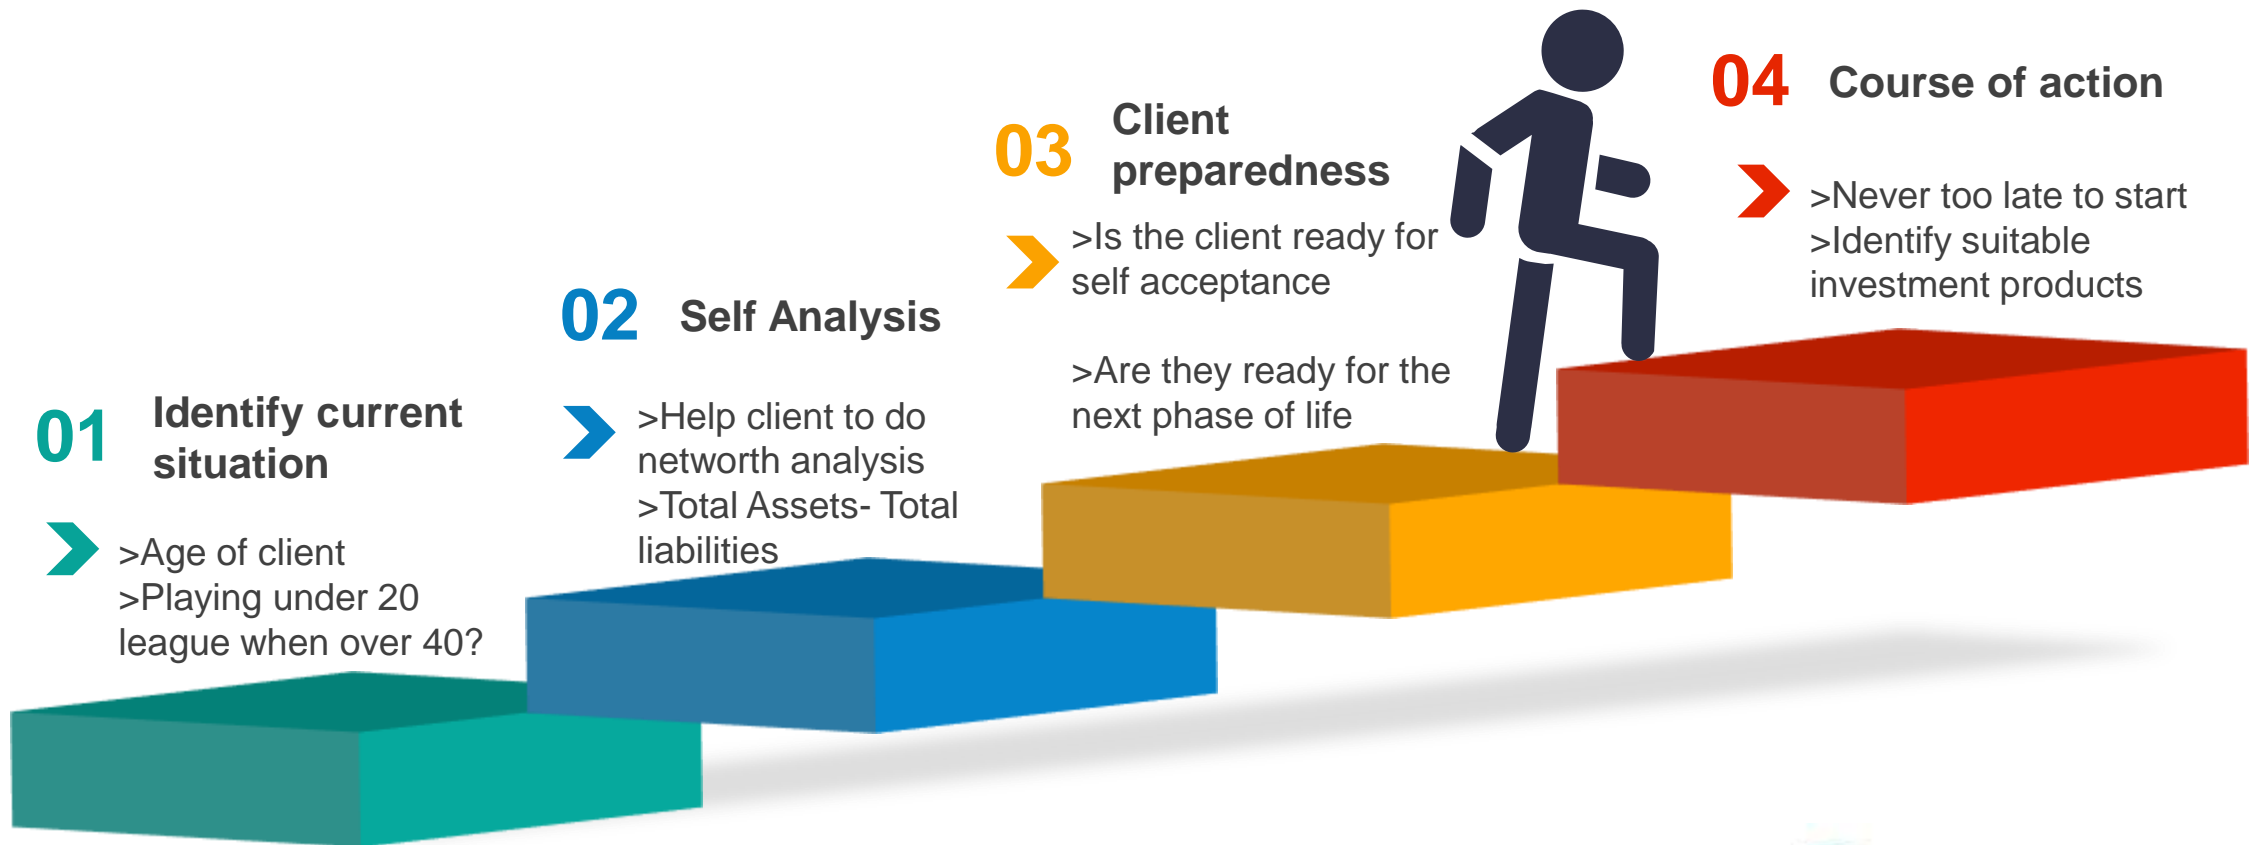 01
Identify current
situation
>Age of client
>Playing under 20
league when over 40?
02
Self Analysis
>Help client to do
networth analysis
>Total Assets- Total
liabilities
03
Client
preparedness
>Is the client ready for
self acceptance
>Are they ready for the
next phase of life
04
Course of action
>Never too late to start
>Identify suitable
investment products